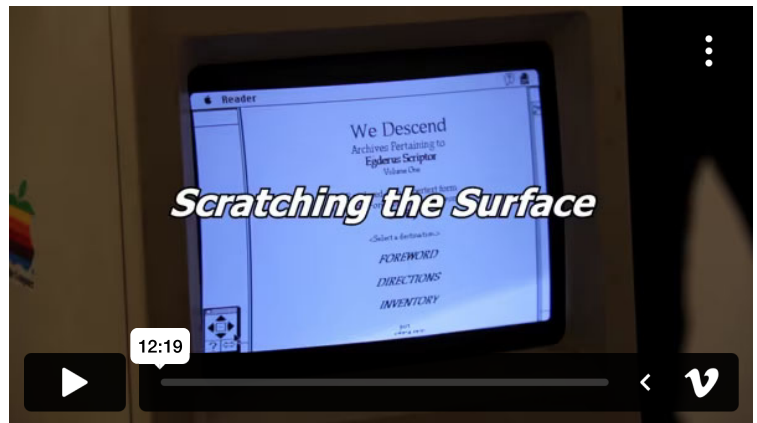 Reader
We Descend
Archives Pertaining to
Egderus Scriptor
Volume One
form
Scratching the Surface
<Select a destination>
FOREWORD
DIRECTIONS
INVENTORY
?
12:19